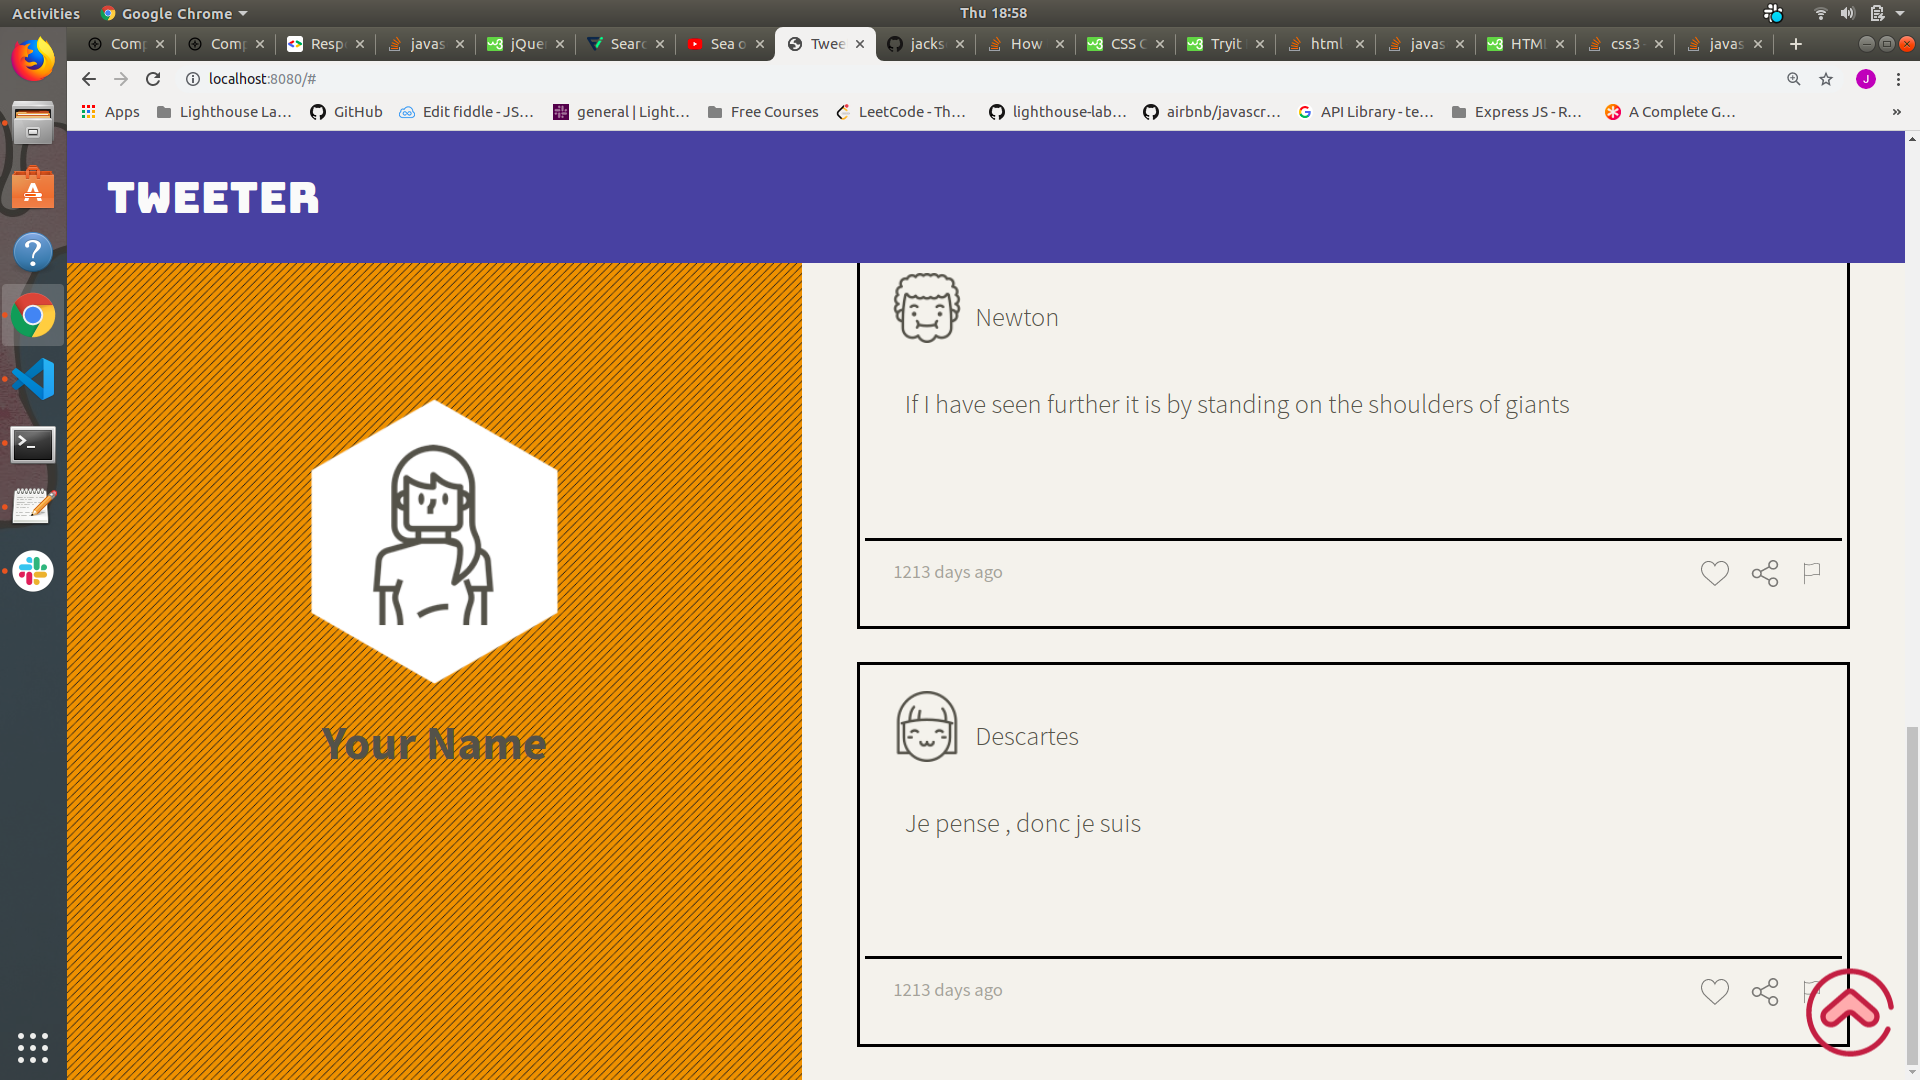 Activities
Google Chrome
Thu 18:58
Comp
Comp
Resp
javas
jQue
Searc
Sea o
Twee
jacks
How
CSS C
Tryit
html
javas
HTM
css3 -
javas
localhost:8080/#
J
Apps
Lighthouse La...
GitHub
Edit fiddle - JS...
general | Light...
Free Courses
LeetCode - Th...
lighthouse-lab...
airbnb/javascr...
API Library - te...
Express JS - R...
A Complete G...
»
TWEETER
Your Name
Newton
If I have seen further it is by standing on the shoulders of giants
1213 days ago
Descartes
Je pense , donc je suis
1213 days ago